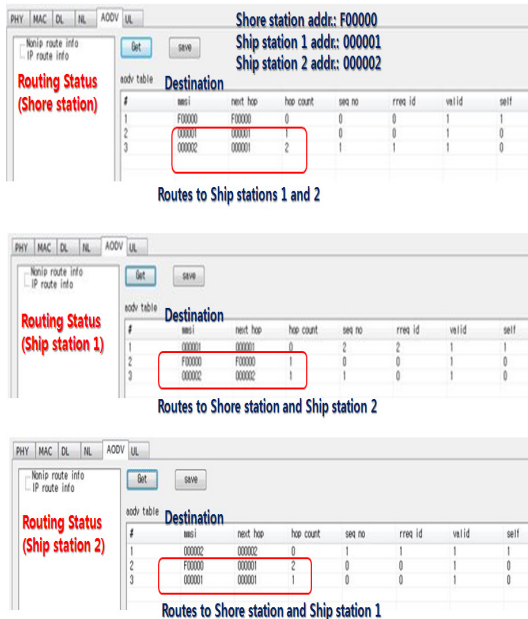 PHY MAC DL NL AODV UL
Shore station addr.: F00000
Ship station 1 addr.: 000001
Ship station 2 addr.: 000002
Nonip route info
IP route info
Get save
Routing Status
(Shore station)
aodv table
Destination
# mmsi next hop hop count seq no rreq id valid self
1 F00000 F00000 0 0 0 1 1
2 000001 000001 1 0 0 1 0
3 000002 000001 2 1 1 1 0
Routes to Ship stations 1 and 2
PHY MAC DL NL AODV UL
Nonip route info
IP route info
Get save
Routing Status
(Ship station 1)
aodv table
Destination
# mmsi next hop hop count seq no rreq id valid self
1 000001 000001 0 2 2 1 1
2 F00000 F00000 1 0 0 1 0
3 000002 000002 1 1 0 1 0
Routes to Shore station and Ship station 2
PHY MAC DL NL AODV UL
Nonip route info
IP route info
Get save
Routing Status
(Ship station 2)
aodv table
Destination
# mmsi next hop hop count seq no rreq id valid self
1 000002 000002 0 1 1 1 1
2 F00000 000001 2 0 0 1 0
3 000001 000001 1 0 0 1 0
Routes to Shore station and Ship station 1